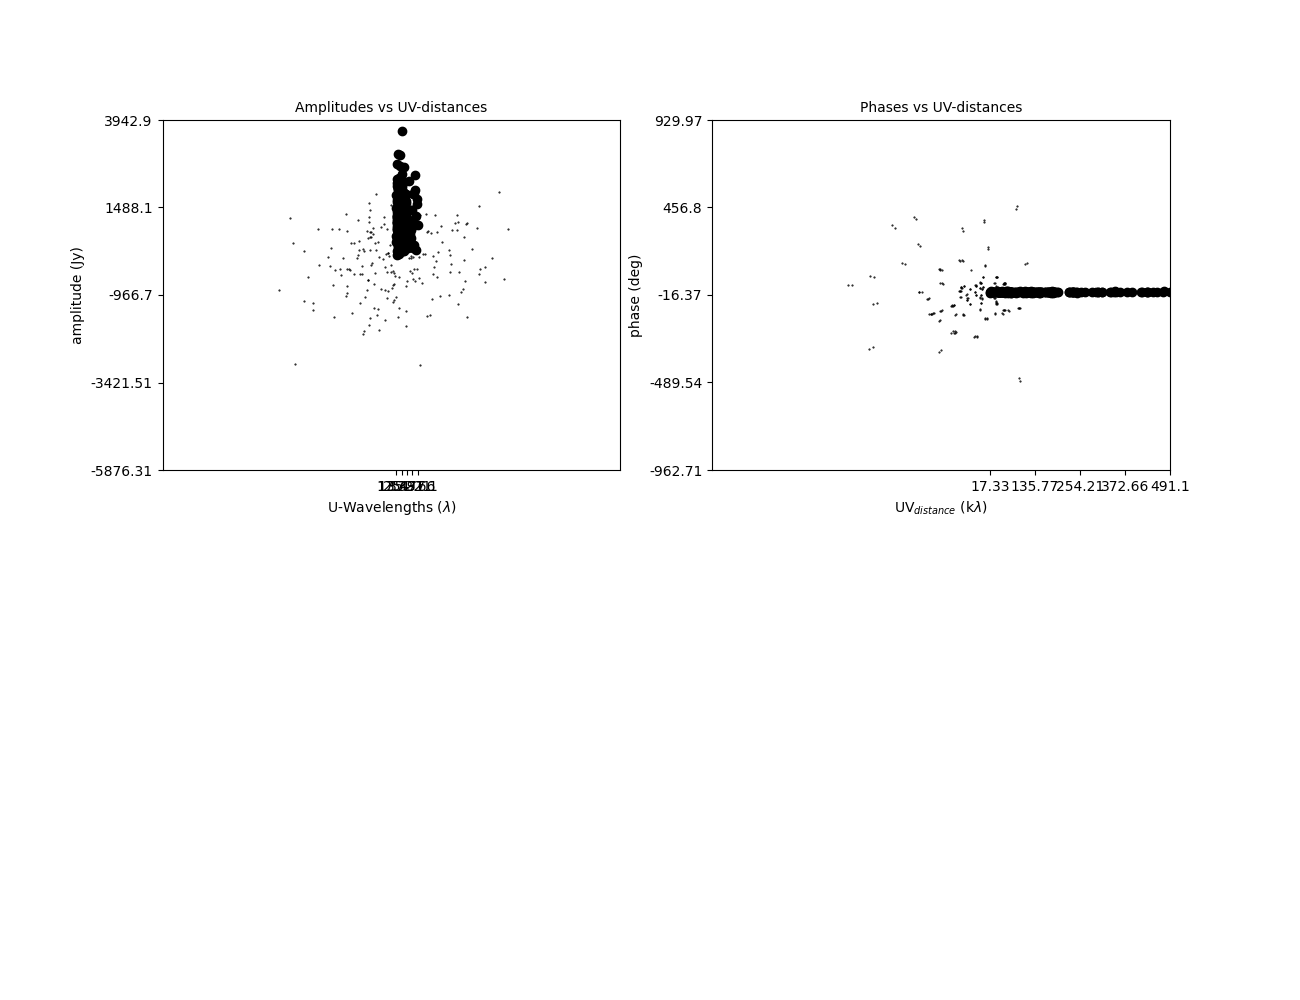 Amplitudes vs UV-distances
3942.9
1488.1
-966.7
-3421.51
-5876.31
amplitude (Jy)
U-Wavelengths (λ)
Phases vs UV-distances
929.97
456.8
-16.37
-489.54
-962.71
phase (deg)
17.33 135.77 254.21 372.66 491.1
UV_distance (kλ)